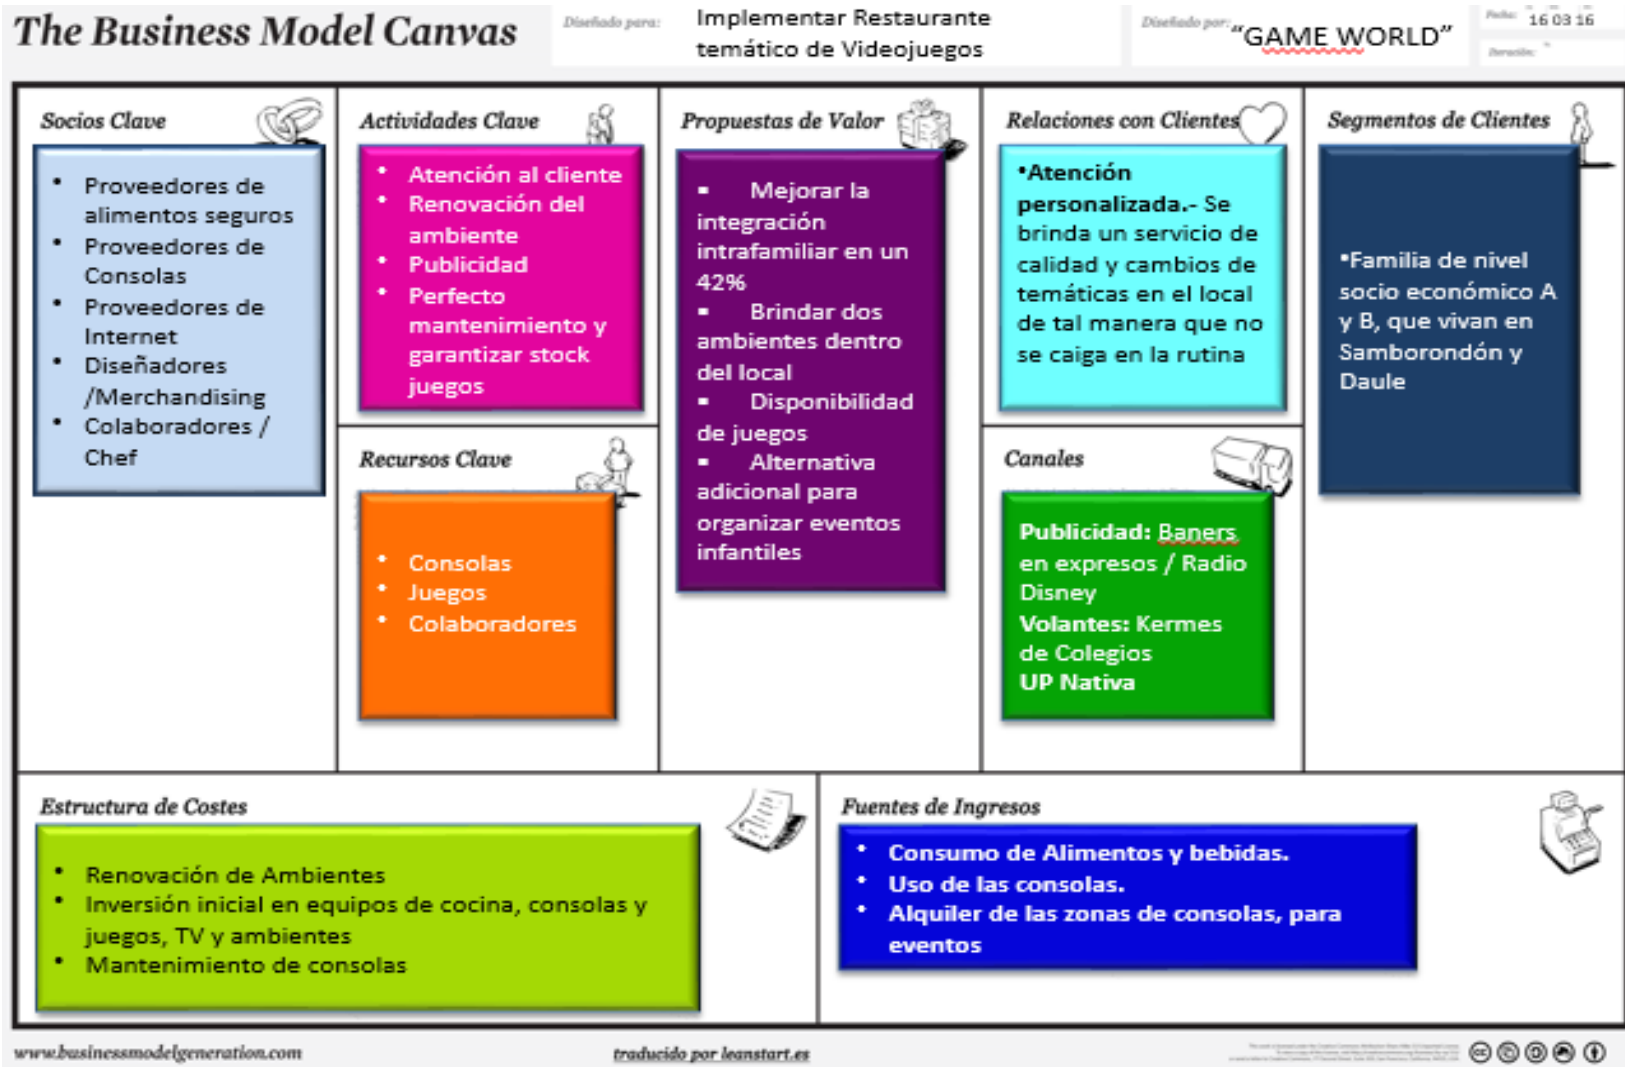 The Business Model Canvas
Diseñado para:
Implementar Restaurante
temático de Videojuegos
Diseñado por:
“GAME WORLD”
Fecha:
16 03 16
Iteración:
Socios Clave
• Proveedores de
alimentos seguros
• Proveedores de
Consolas
• Proveedores de
Internet
• Diseñadores
/Merchandising
• Colaboradores /
Chef
Actividades Clave
• Atención al cliente
• Renovación del
ambiente
• Publicidad
• Perfecto
mantenimiento y
garantizar stock
juegos
Recursos Clave
• Consolas
• Juegos
• Colaboradores
Propuestas de Valor
▪ Mejorar la
integración
intrafamiliar en un
42%
▪ Brindar dos
ambientes dentro
del local
▪ Disponibilidad
de juegos
▪ Alternativa
adicional para
organizar eventos
infantiles
Relaciones con Clientes
•Atención
personalizada.- Se
brinda un servicio de
calidad y cambios de
temáticas en el local
de tal manera que no
se caiga en la rutina
Canales
Publicidad: Baners
en expresos / Radio
Disney
Volantes: Kermes
de Colegios
UP Nativa
Segmentos de Clientes
•Familia de nivel
socio económico A
y B, que vivan en
Samborondón y
Daule
Estructura de Costes
• Renovación de Ambientes
• Inversión inicial en equipos de cocina, consolas y
juegos, TV y ambientes
• Mantenimiento de consolas
Fuentes de Ingresos
• Consumo de Alimentos y bebidas.
• Uso de las consolas.
• Alquiler de las zonas de consolas, para
eventos
www.businessmodelgeneration.com
traducido por leanstart.es